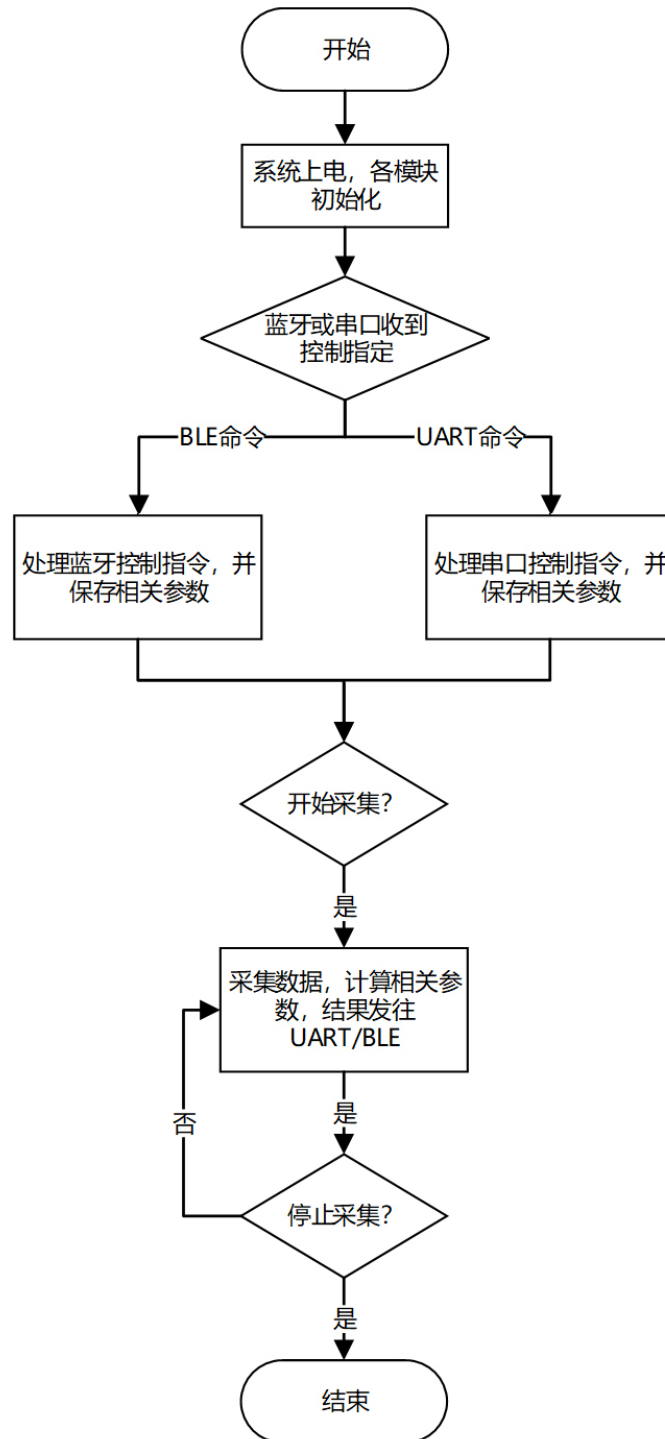 开始
系统上电，各模块
初始化
蓝牙或串口收到
控制指定
BLE命令
UART命令
处理蓝牙控制指令，并
保存相关参数
处理串口控制指令，并
保存相关参数
开始采集？
是
采集数据，计算相关参
数，结果发往
UART/BLE
是
否
停止采集？
是
结束